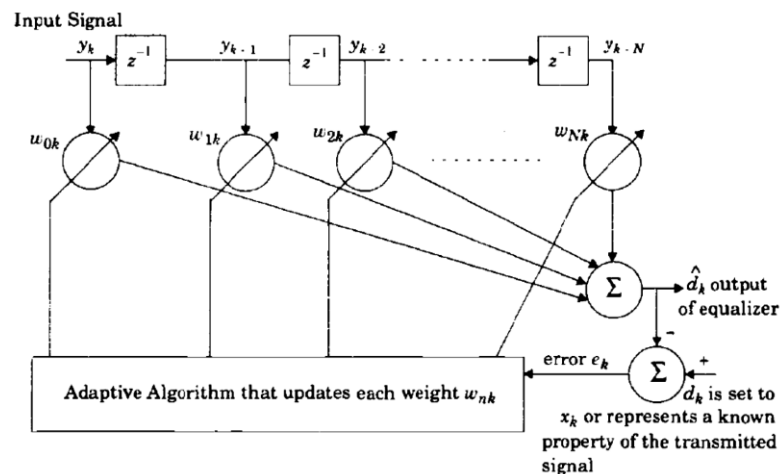 Input Signal
y_k
z^-1
y_k-1
z^-1
y_k-2
z^-1
y_k-N
w_0k
w_1k
w_2k
w_Nk
Σ
d̂_k output
of equalizer
-
error e_k
Σ
+
Adaptive Algorithm that updates each weight w_nk
d_k is set to
x_k or represents a known
property of the transmitted
signal